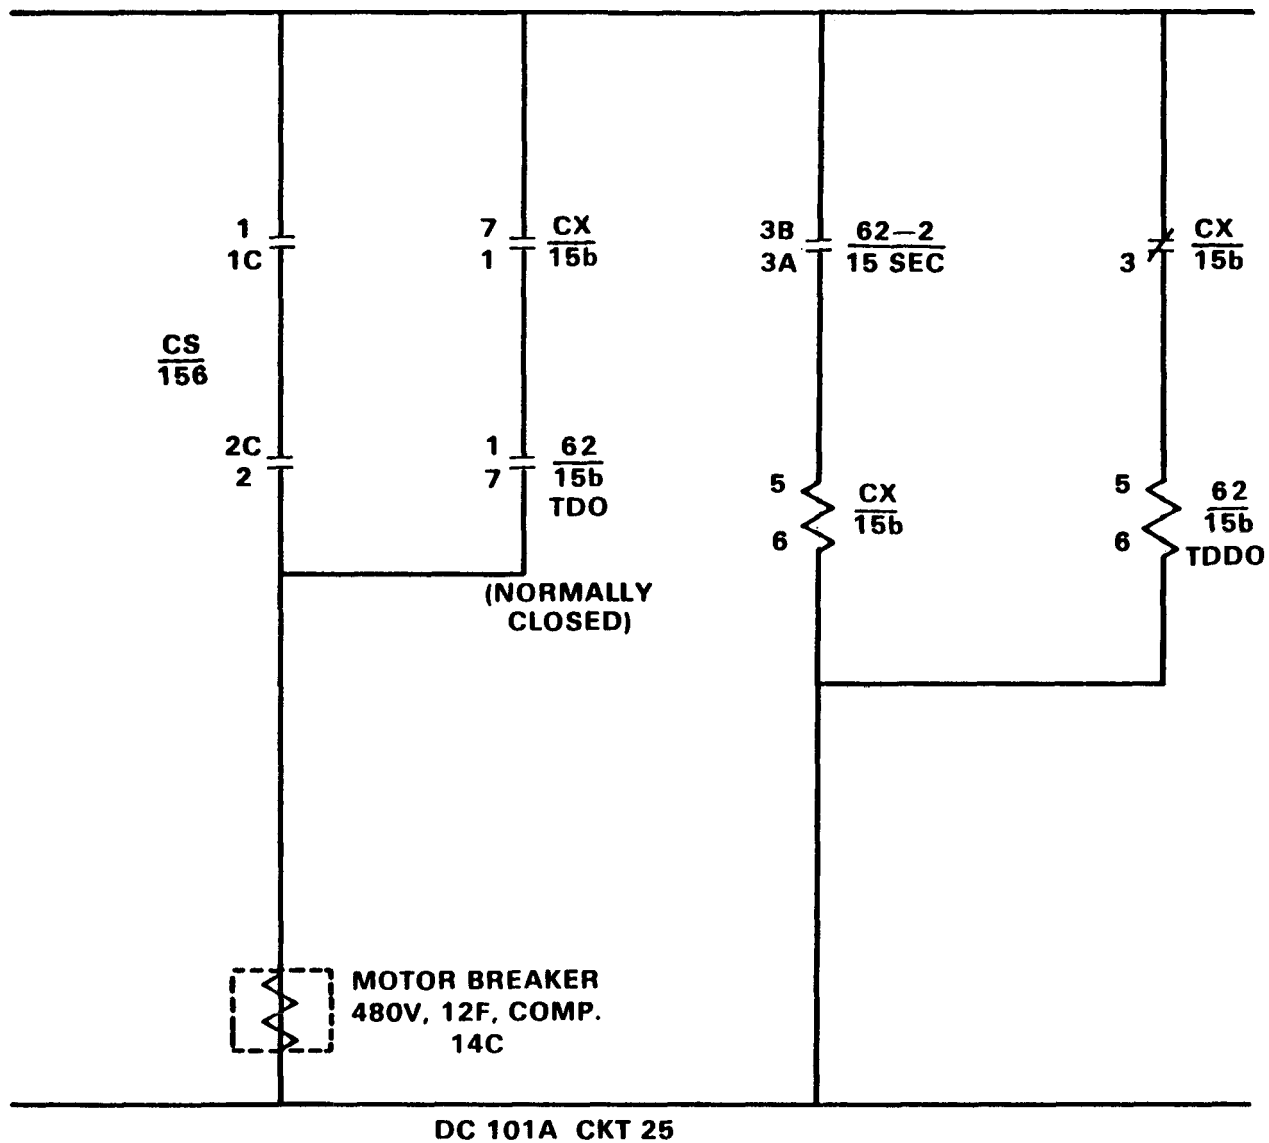 1
1C
CS
156
2C
2
7
1
CX
15b
1
7
62
15b
TDO
(NORMALLY
CLOSED)
3B
3A
62–2
15 SEC
5
6
CX
15b
3
CX
15b
5
6
62
15b
TDDO
MOTOR BREAKER
480V, 12F, COMP.
14C
DC 101A CKT 25